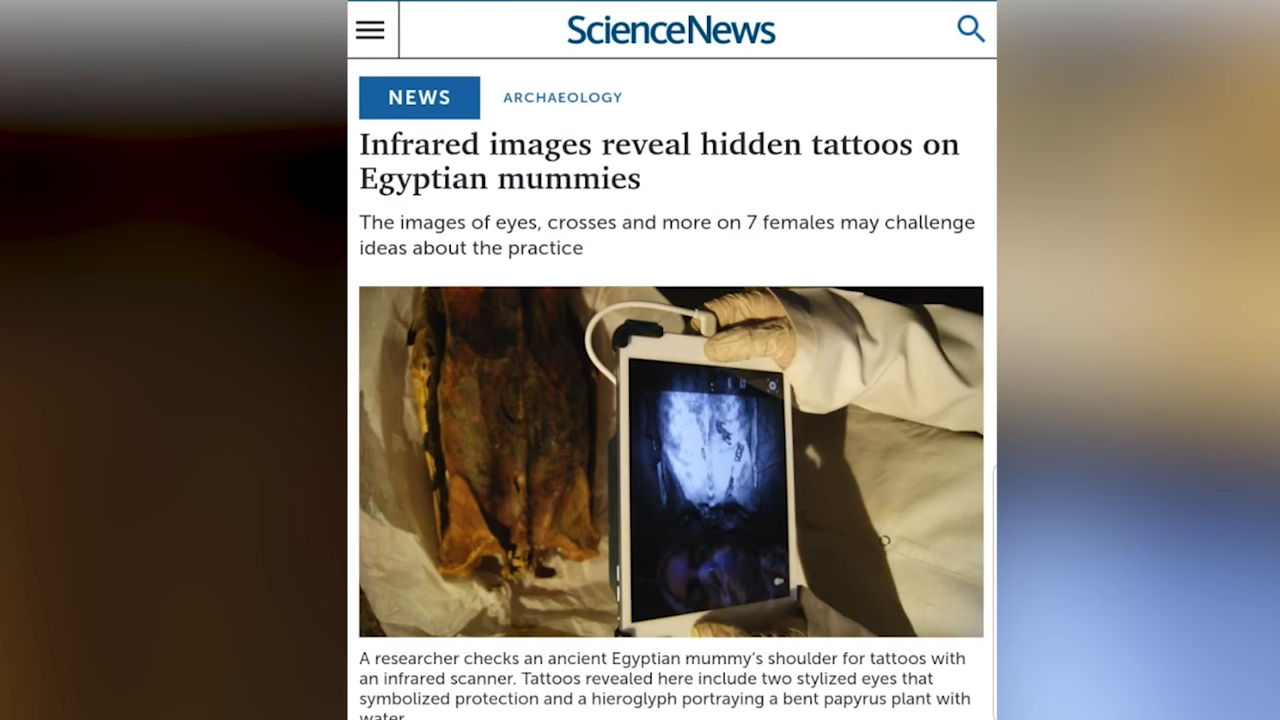 ScienceNews
NEWS
ARCHAEOLOGY
Infrared images reveal hidden tattoos on
Egyptian mummies
The images of eyes, crosses and more on 7 females may challenge
ideas about the practice
A researcher checks an ancient Egyptian mummy's shoulder for tattoos with
an infrared scanner. Tattoos revealed here include two stylized eyes that
symbolized protection and a hieroglyph portraying a bent papyrus plant with
water